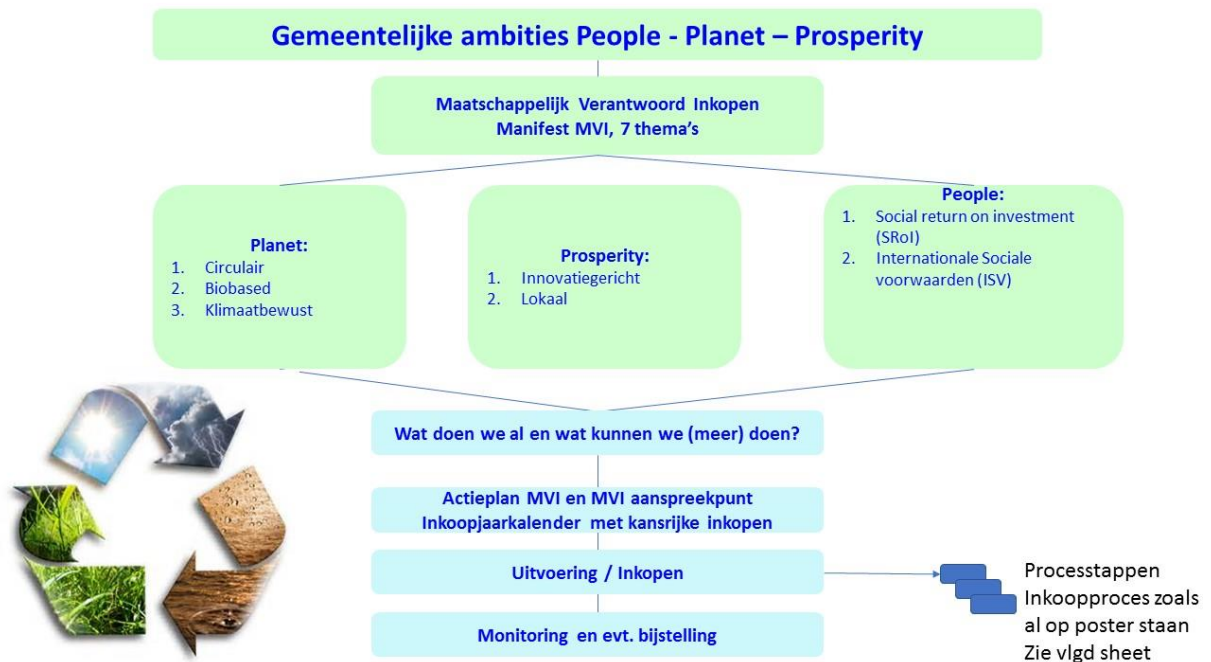 Gemeentelijke ambities People - Planet – Prosperity
Maatschappelijk Verantwoord Inkopen
Manifest MVI, 7 thema's
Planet:
1. Circulair
2. Biobased
3. Klimaatbewust
Prosperity:
1. Innovatiegericht
2. Lokaal
People:
1. Social return on investment
(SRoI)
2. Internationale Sociale
voorwaarden (ISV)
Wat doen we al en wat kunnen we (meer) doen?
Actieplan MVI en MVI aanspreekpunt
Inkoopjaarkalender met kansrijke inkopen
Uitvoering / Inkopen
Monitoring en evt. bijstelling
Processtappen
Inkoopproces zoals
al op poster staan
Zie vlgd sheet